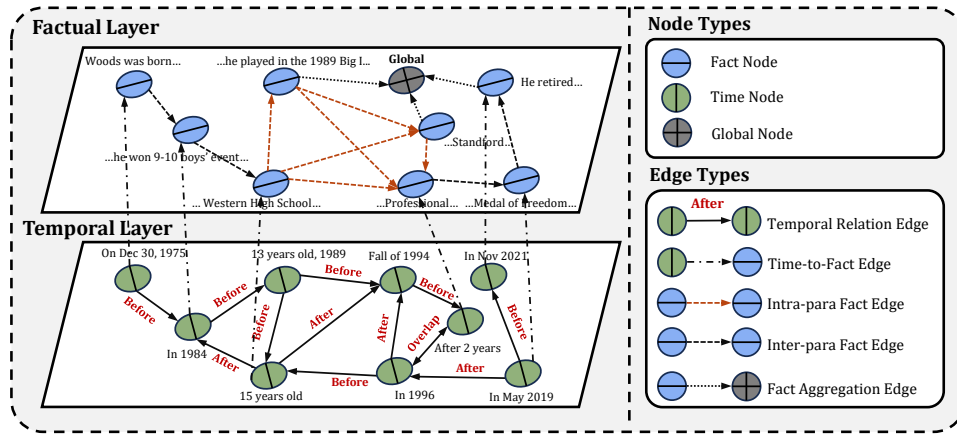 Factual Layer
Woods was born...
...he played in the 1989 Big I...
Global
He retired...
...he won 9-10 boys' event...
...Standford...
...Western High School...
...Professional...
...Medal of Freedom...
Temporal Layer
On Dec 30, 1975
13 years old, 1989
Fall of 1994
In Nov 2021
Before
Before
Before
Before
Before
After
After
Overlap
Before
After
Before
After
In 1984
After 2 years
15 years old
In 1996
In May 2019
Node Types
Fact Node
Time Node
Global Node
Edge Types
After
Temporal Relation Edge
Time-to-Fact Edge
Intra-para Fact Edge
Inter-para Fact Edge
Fact Aggregation Edge